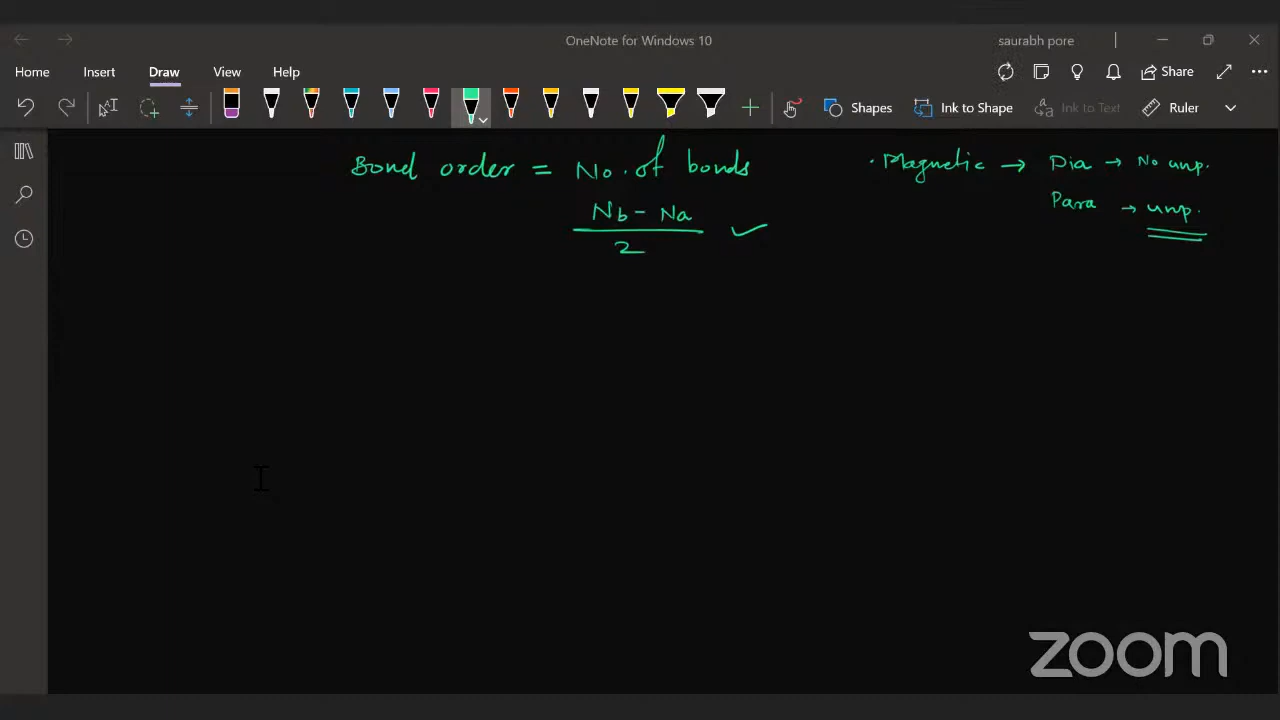 OneNote for Windows 10
saurabh pore
Home Insert Draw View Help
Share
Shapes Ink to Shape Ink to Text Ruler
Bond order = No. of bonds
Nb - Na
2
· Magnetic → Dia → No unp.
Para → unp.
zoom